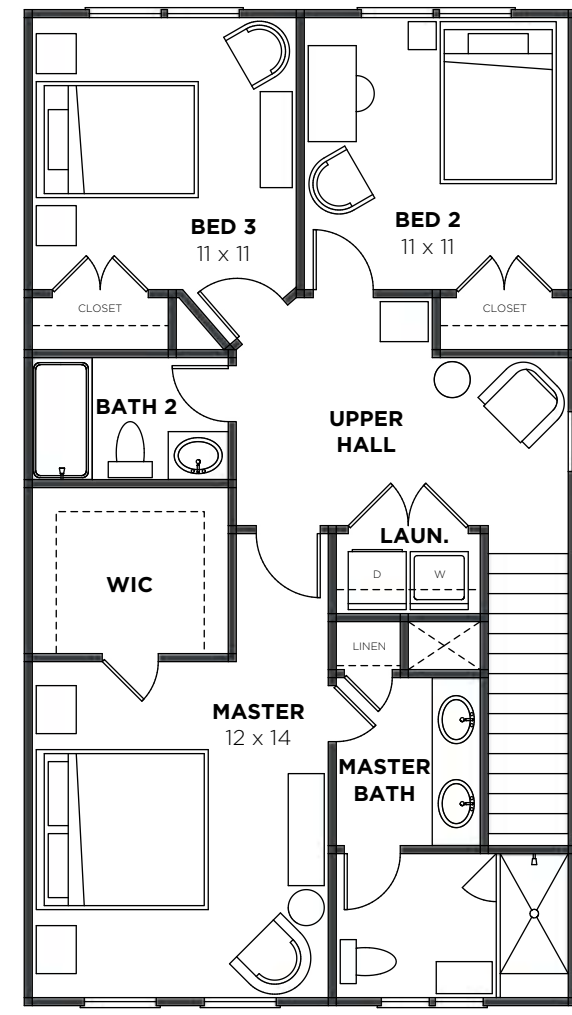 BED 3
11 x 11
BED 2
11 x 11
CLOSET
CLOSET
BATH 2
UPPER
HALL
LAUN.
D
W
WIC
LINEN
MASTER
12 x 14
MASTER
BATH